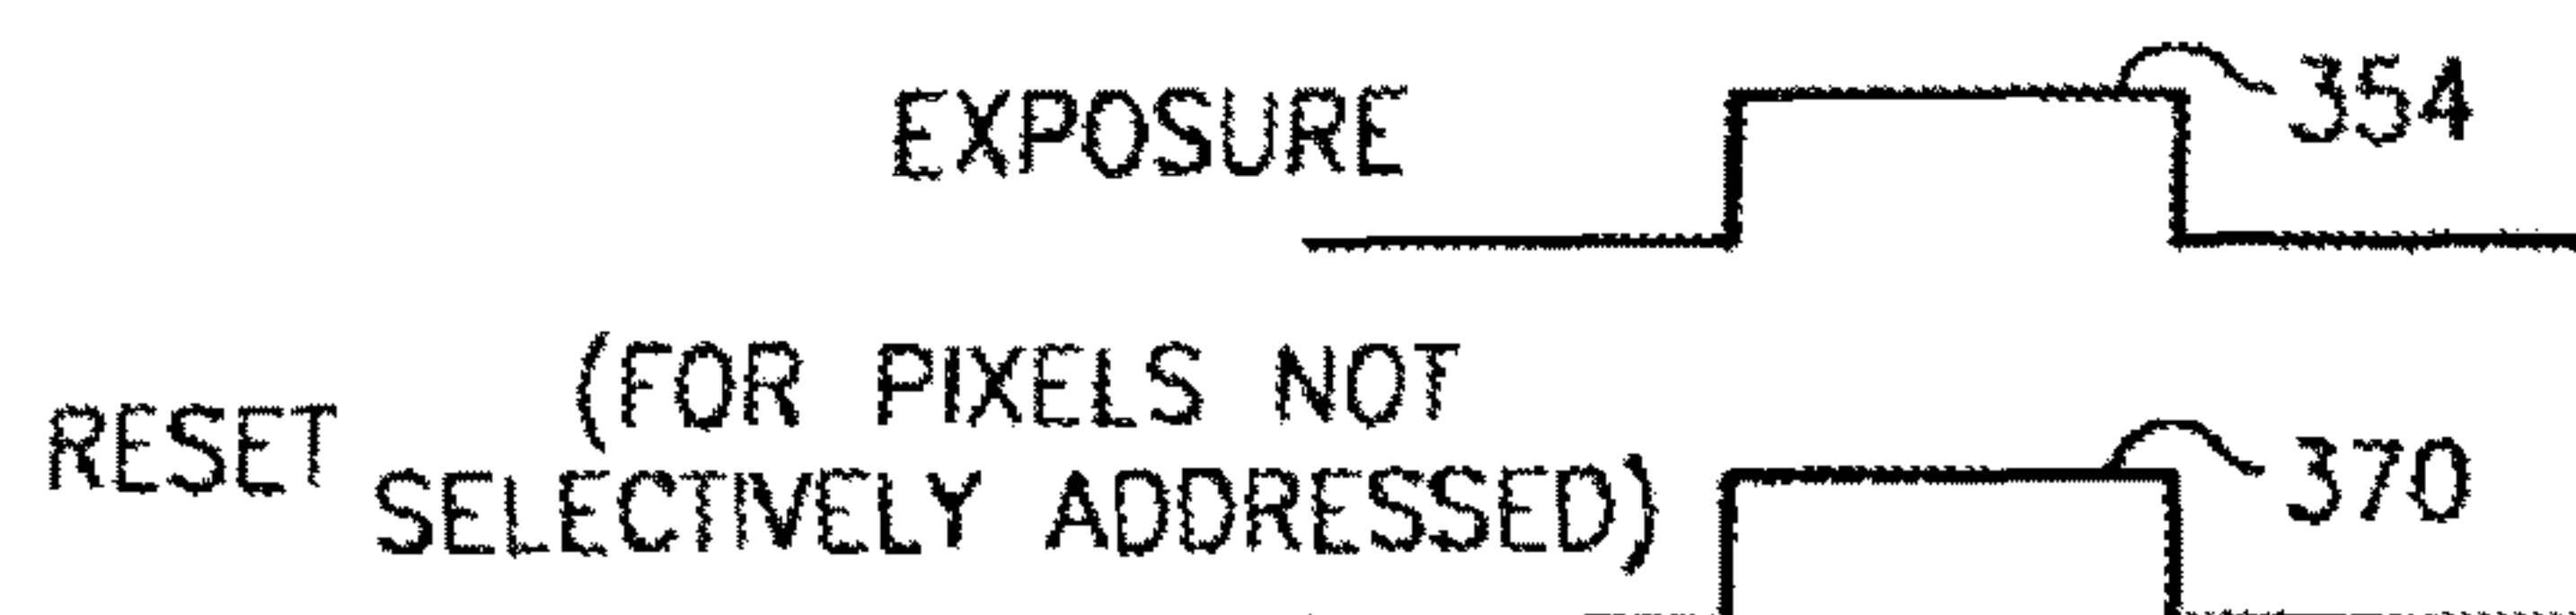 EXPOSURE 354
(FOR PIXELS NOT
RESET
SELECTIVELY ADDRESSED) 370